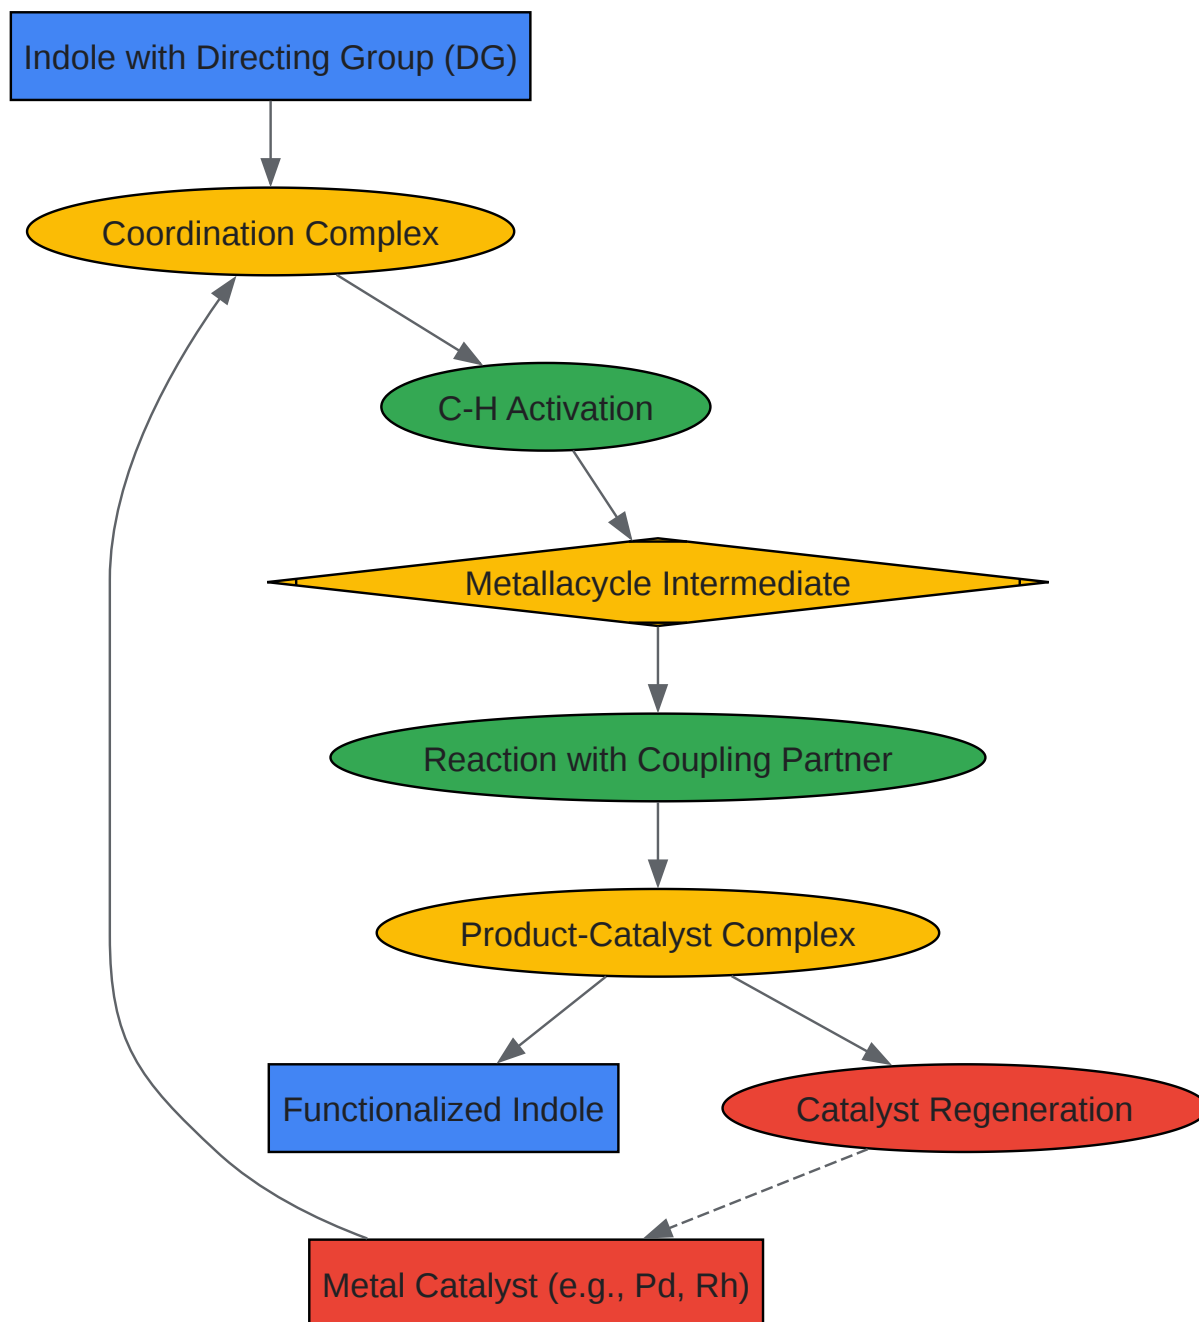 Indole with Directing Group (DG)
Coordination Complex
C-H Activation
Metallacycle Intermediate
Reaction with Coupling Partner
Product-Catalyst Complex
Functionalized Indole
Catalyst Regeneration
Metal Catalyst (e.g., Pd, Rh)